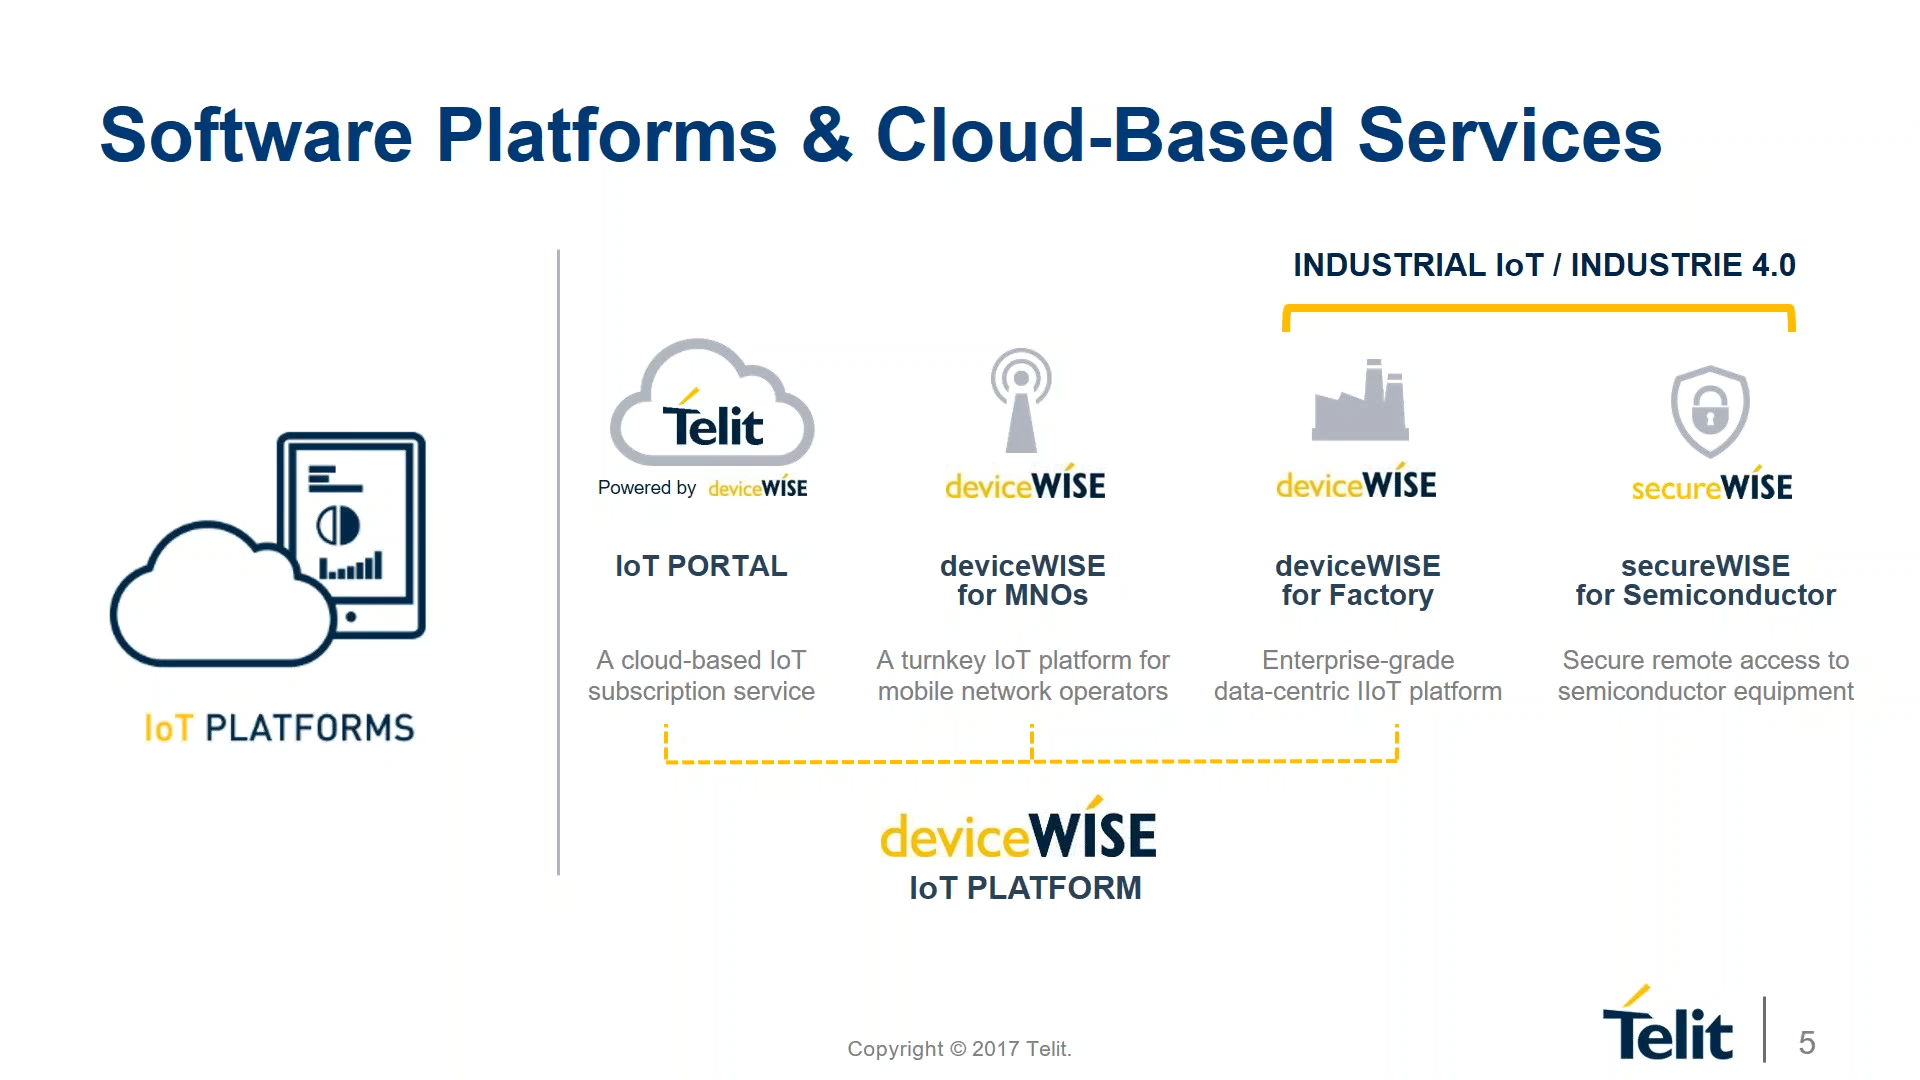 Software Platforms & Cloud-Based Services
INDUSTRIAL IoT / INDUSTRIE 4.0
Telit
Powered by deviceWISE
deviceWISE
deviceWISE
secureWISE
IoT PORTAL
deviceWISE
for MNOs
deviceWISE
for Factory
secureWISE
for Semiconductor
A cloud-based IoT
subscription service
A turnkey IoT platform for
mobile network operators
Enterprise-grade
data-centric IIoT platform
Secure remote access to
semiconductor equipment
IoT PLATFORMS
deviceWISE
IoT PLATFORM
Copyright © 2017 Telit.
Telit
5